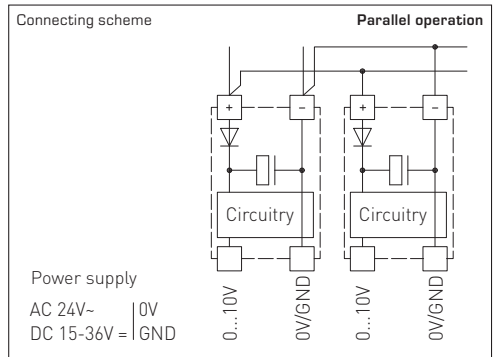 Connecting scheme
Parallel operation
+ − + −
Circuitry
Circuitry
Power supply
AC 24V~ | 0V
DC 15-36V = | GND
0...10V
0V/GND
0...10V
0V/GND